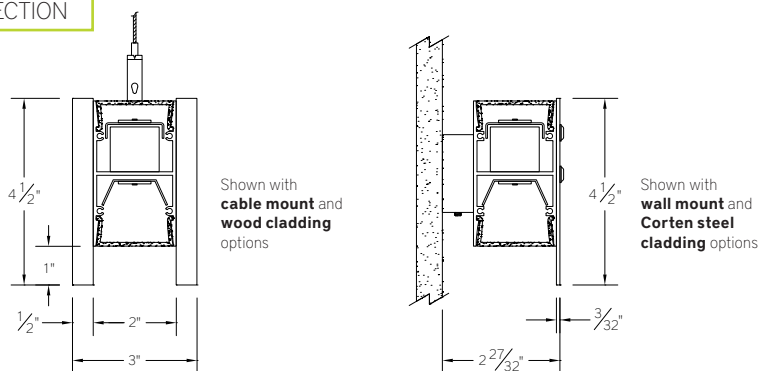 ECTION
4 1/2"
1"
1/2"
2"
3"
Shown with
cable mount and
wood cladding
options
4 1/2"
3/32"
2 27/32"
Shown with
wall mount and
Corten steel
cladding options